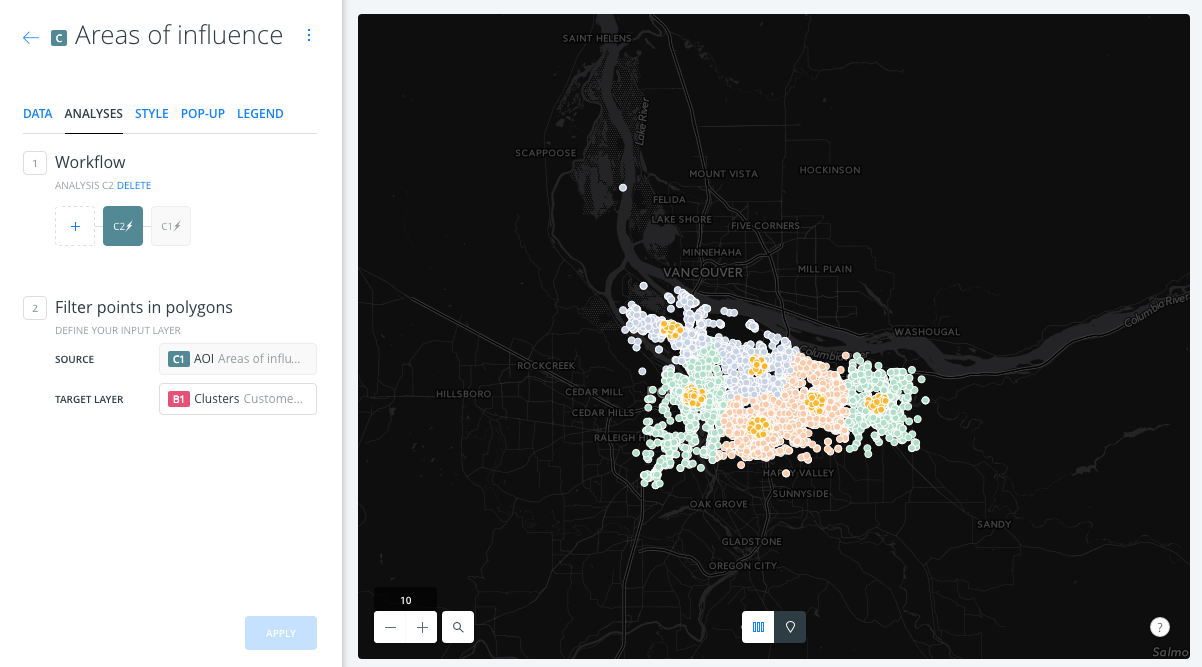 C Areas of influence
DATA ANALYSES STYLE POP-UP LEGEND
1 Workflow
ANALYSIS C2 DELETE
+ C2 C1
2 Filter points in polygons
DEFINE YOUR INPUT LAYER
SOURCE C1 AOI Areas of influ...
TARGET LAYER B1 Clusters Custome...
APPLY
SAINT HELENS
Lake River
SCAPPOOSE
MOUNT VISTA
HOCKINSON
FELIDA
LAKE SHORE
FIVE CORNERS
MINNEHAHA
VANCOUVER
MILL PLAIN
Columbia River
WASHOUGAL
Columbia
ROCKCREEK
HILLSBORO
CEDAR MILL
CEDAR HILLS
RALEIGH H
HAPPY VALLEY
SUNNYSIDE
OAK GROVE
SANDY
GLADSTONE
OREGON CITY
10
?
Salmo